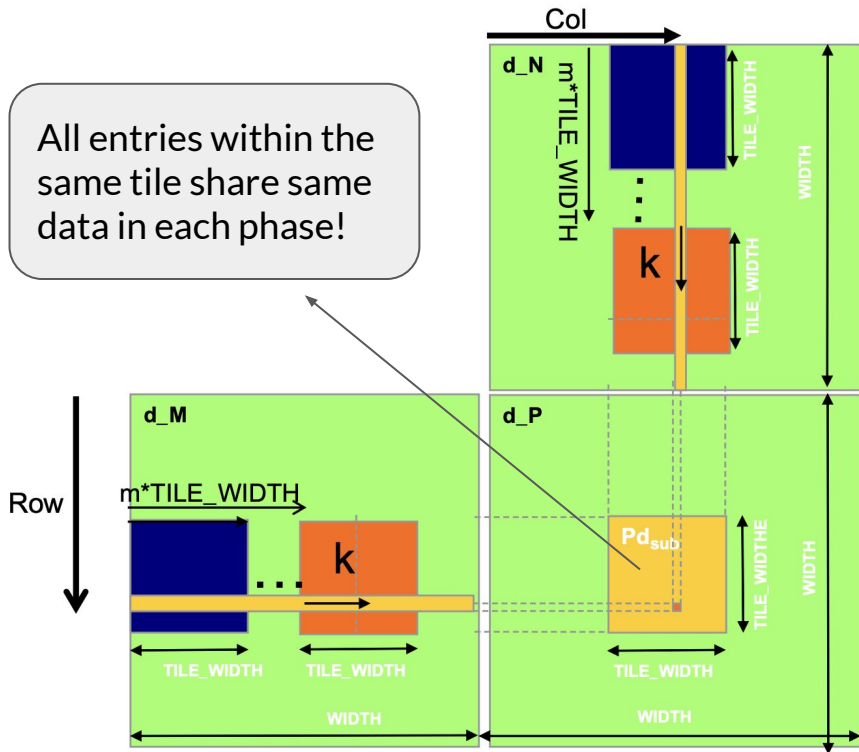 Col
d_N
m*TILE_WIDTH
TILE_WIDTH
WIDTH
All entries within the
same tile share same
data in each phase!
k
TILE_WIDTH
d_M
d_P
Row
m*TILE_WIDTH
k
Pdsub
TILE_WIDTHE
WIDTH
TILE_WIDTH
TILE_WIDTH
TILE_WIDTH
WIDTH
WIDTH